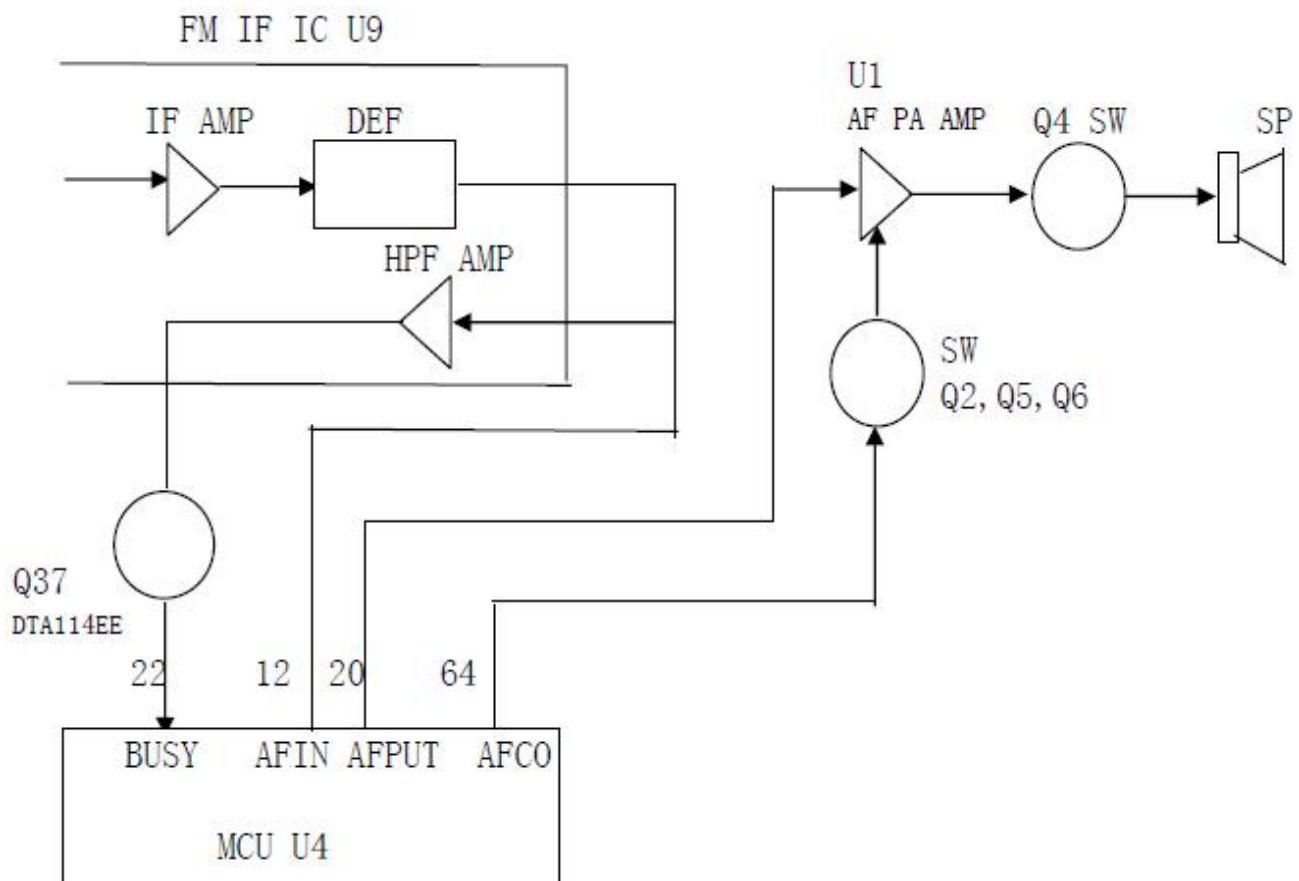 FM IF IC U9
IF AMP
DEF
HPF AMP
U1
AF PA AMP
Q4 SW
SP
SW
Q2,Q5,Q6
Q37
DTA114EE
22
12
20
64
BUSY
AFIN
AFPUT
AFCO
MCU U4